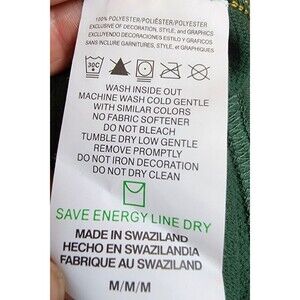 100% POLYESTER/POLIÉSTER/POLYESTER
EXCLUSIVE OF DECORATION, STYLE, and GRAPHICS
EXCLUYENDO DECORACIONES ESTILO Y GRAFICOS
SANS INCLURE GARNITURES, STYLE, et GRAPHIQUES
30C
WASH INSIDE OUT
MACHINE WASH COLD GENTLE
WITH SIMILAR COLORS
NO FABRIC SOFTENER
DO NOT BLEACH
TUMBLE DRY LOW GENTLE
REMOVE PROMPTLY
DO NOT IRON DECORATION
DO NOT DRY CLEAN
SAVE ENERGY LINE DRY
MADE IN SWAZILAND
HECHO EN SWAZILANDIA
FABRIQUE AU SWAZILAND
M/M/M